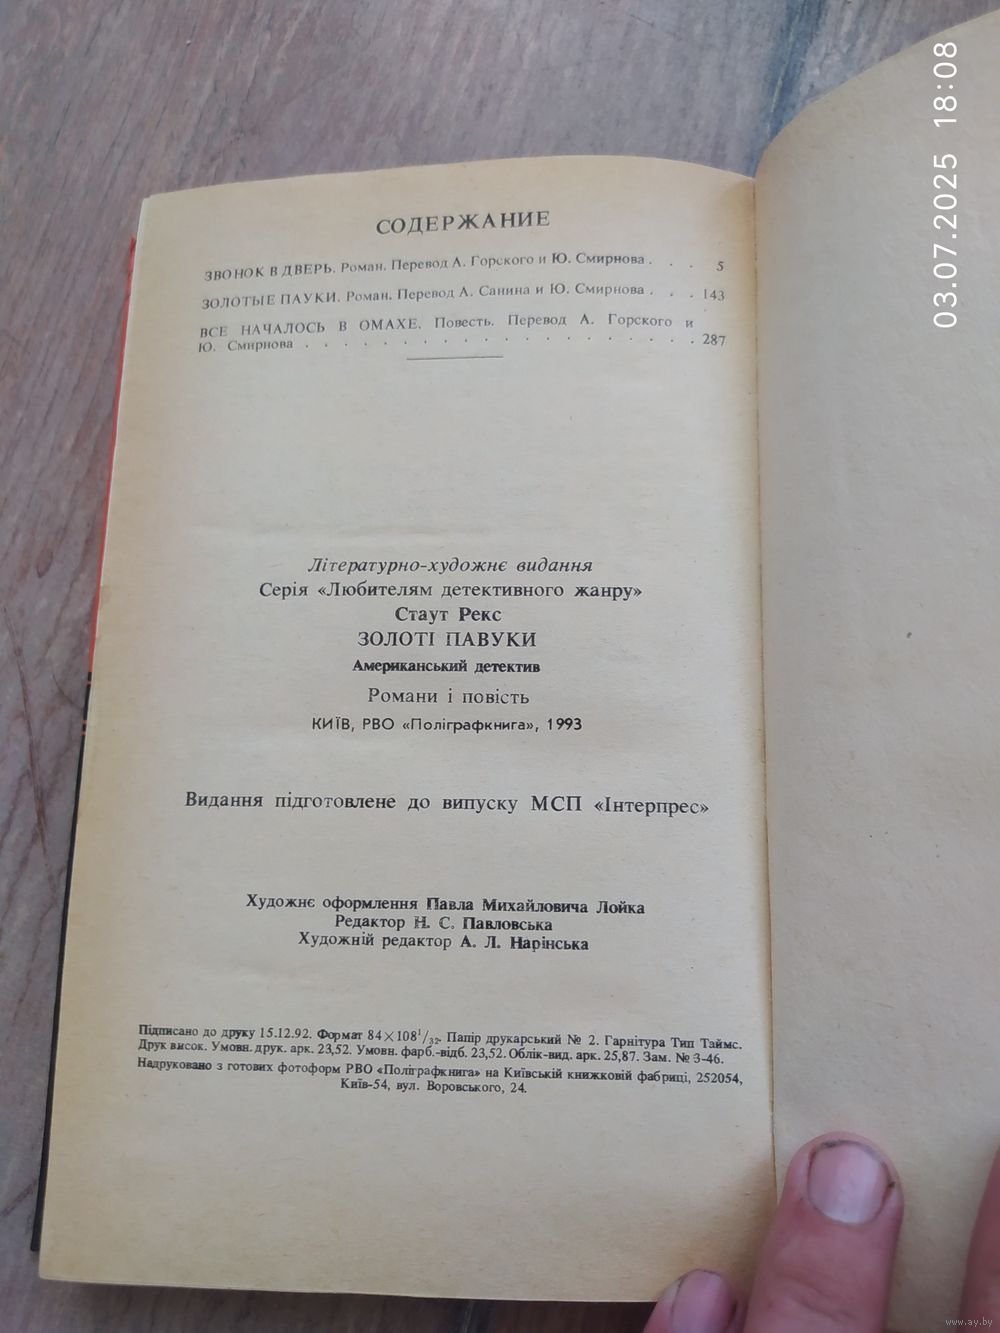 СОДЕРЖАНИЕ
ЗВОНОК В ДВЕРЬ. Роман. Перевод А. Горского и Ю. Смирнова . . . 5
ЗОЛОТЫЕ ПАУКИ. Роман. Перевод А. Санина и Ю. Смирнова . . . 143
ВСЕ НАЧАЛОСЬ В ОМАХЕ. Повесть. Перевод А. Горского и
Ю. Смирнова . . . . . . . . . . . . . . . . . . . . 287
Літературно-художнє видання
Серія «Любителям детективного жанру»
Стаут Рекс
ЗОЛОТІ ПАВУКИ
Американський детектив
Романи і повість
КИЇВ, РВО «Поліграфкнига», 1993
Видання підготовлене до випуску МСП «Інтерпрес»
Художнє оформлення Павла Михайловича Лойка
Редактор Н. С. Павловська
Художній редактор А. Л. Нарінська
Підписано до друку 15.12.92. Формат 84×108¹/₃₂. Папір друкарський № 2. Гарнітура Тип Таймс.
Друк висок. Умовн. друк. арк. 23,52. Умовн. фарб.-відб. 23,52. Облік-вид. арк. 25,87. Зам. № 3-46.
Надруковано з готових фотоформ РВО «Поліграфкнига» на Київській книжковій фабриці, 252054,
Київ-54, вул. Воровського, 24.
03.07.2025 18:08
www.ay.by